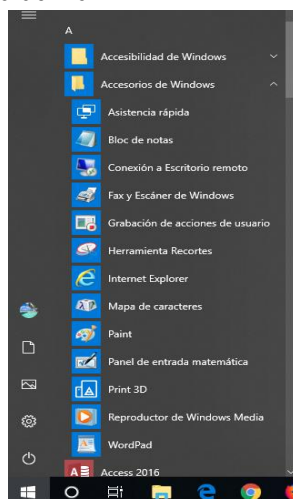 A
Accesibilidad de Windows
Accesorios de Windows
Asistencia rápida
Bloc de notas
Conexión a Escritorio remoto
Fax y Escáner de Windows
Grabación de acciones de usuario
Herramienta Recortes
Internet Explorer
Mapa de caracteres
Paint
Panel de entrada matemática
Print 3D
Reproductor de Windows Media
WordPad
Access 2016